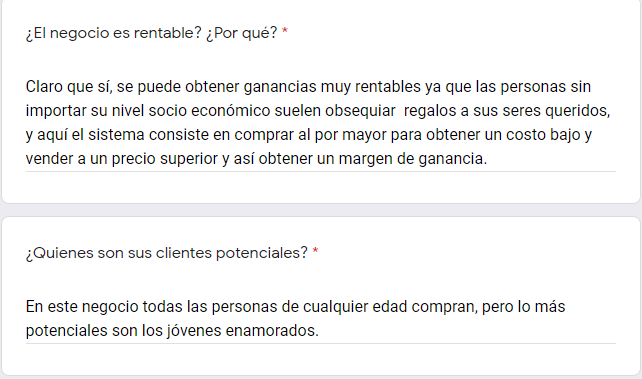 ¿El negocio es rentable? ¿Por qué? *
Claro que sí, se puede obtener ganancias muy rentables ya que las personas sin
importar su nivel socio económico suelen obsequiar  regalos a sus seres queridos,
y aquí el sistema consiste en comprar al por mayor para obtener un costo bajo y
vender a un precio superior y así obtener un margen de ganancia.
¿Quienes son sus clientes potenciales? *
En este negocio todas las personas de cualquier edad compran, pero lo más
potenciales son los jóvenes enamorados.